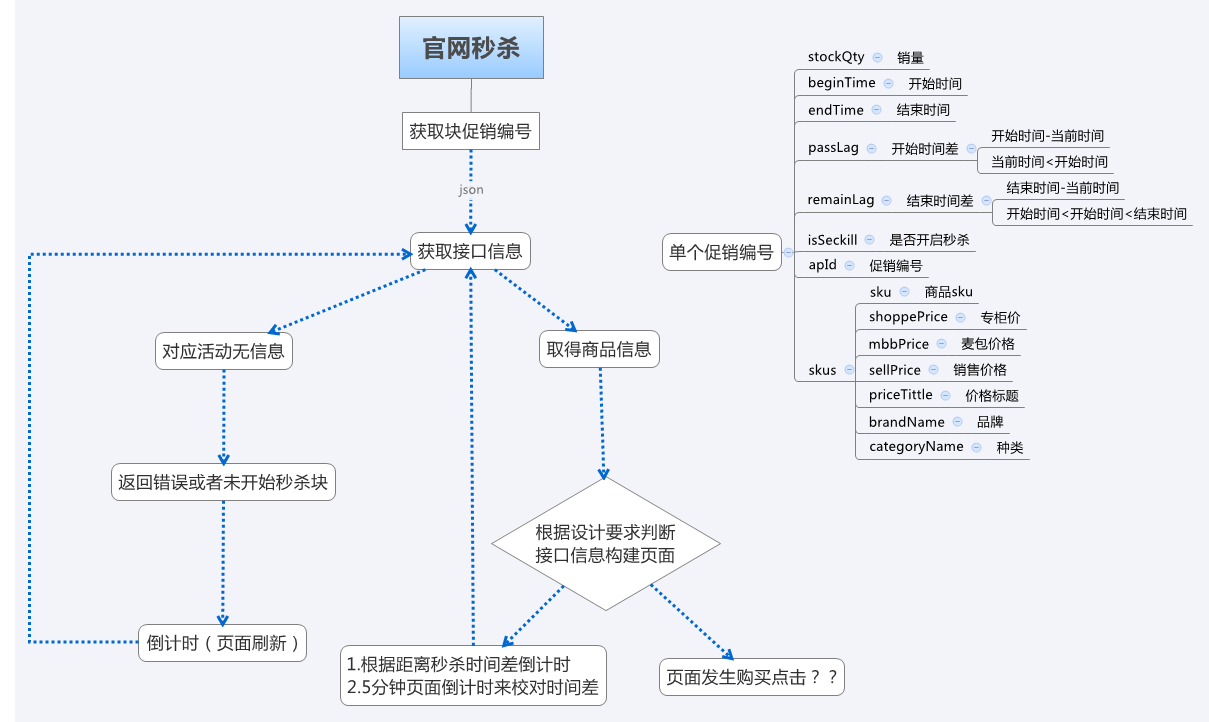 官网秒杀
获取块促销编号
json
获取接口信息
对应活动无信息
取得商品信息
返回错误或者未开始秒杀块
根据设计要求判断
接口信息构建页面
倒计时（页面刷新）
1.根据距离秒杀时间差倒计时
2.5分钟页面倒计时来校对时间差
页面发生购买点击？？
单个促销编号
stockQty 销量
beginTime 开始时间
endTime 结束时间
passLag 开始时间差
开始时间-当前时间
当前时间<开始时间
remainLag 结束时间差
结束时间-当前时间
开始时间<开始时间<结束时间
isSeckill 是否开启秒杀
apId 促销编号
skus
sku 商品sku
shoppePrice 专柜价
mbbPrice 麦包价格
sellPrice 销售价格
priceTittle 价格标题
brandName 品牌
categoryName 种类